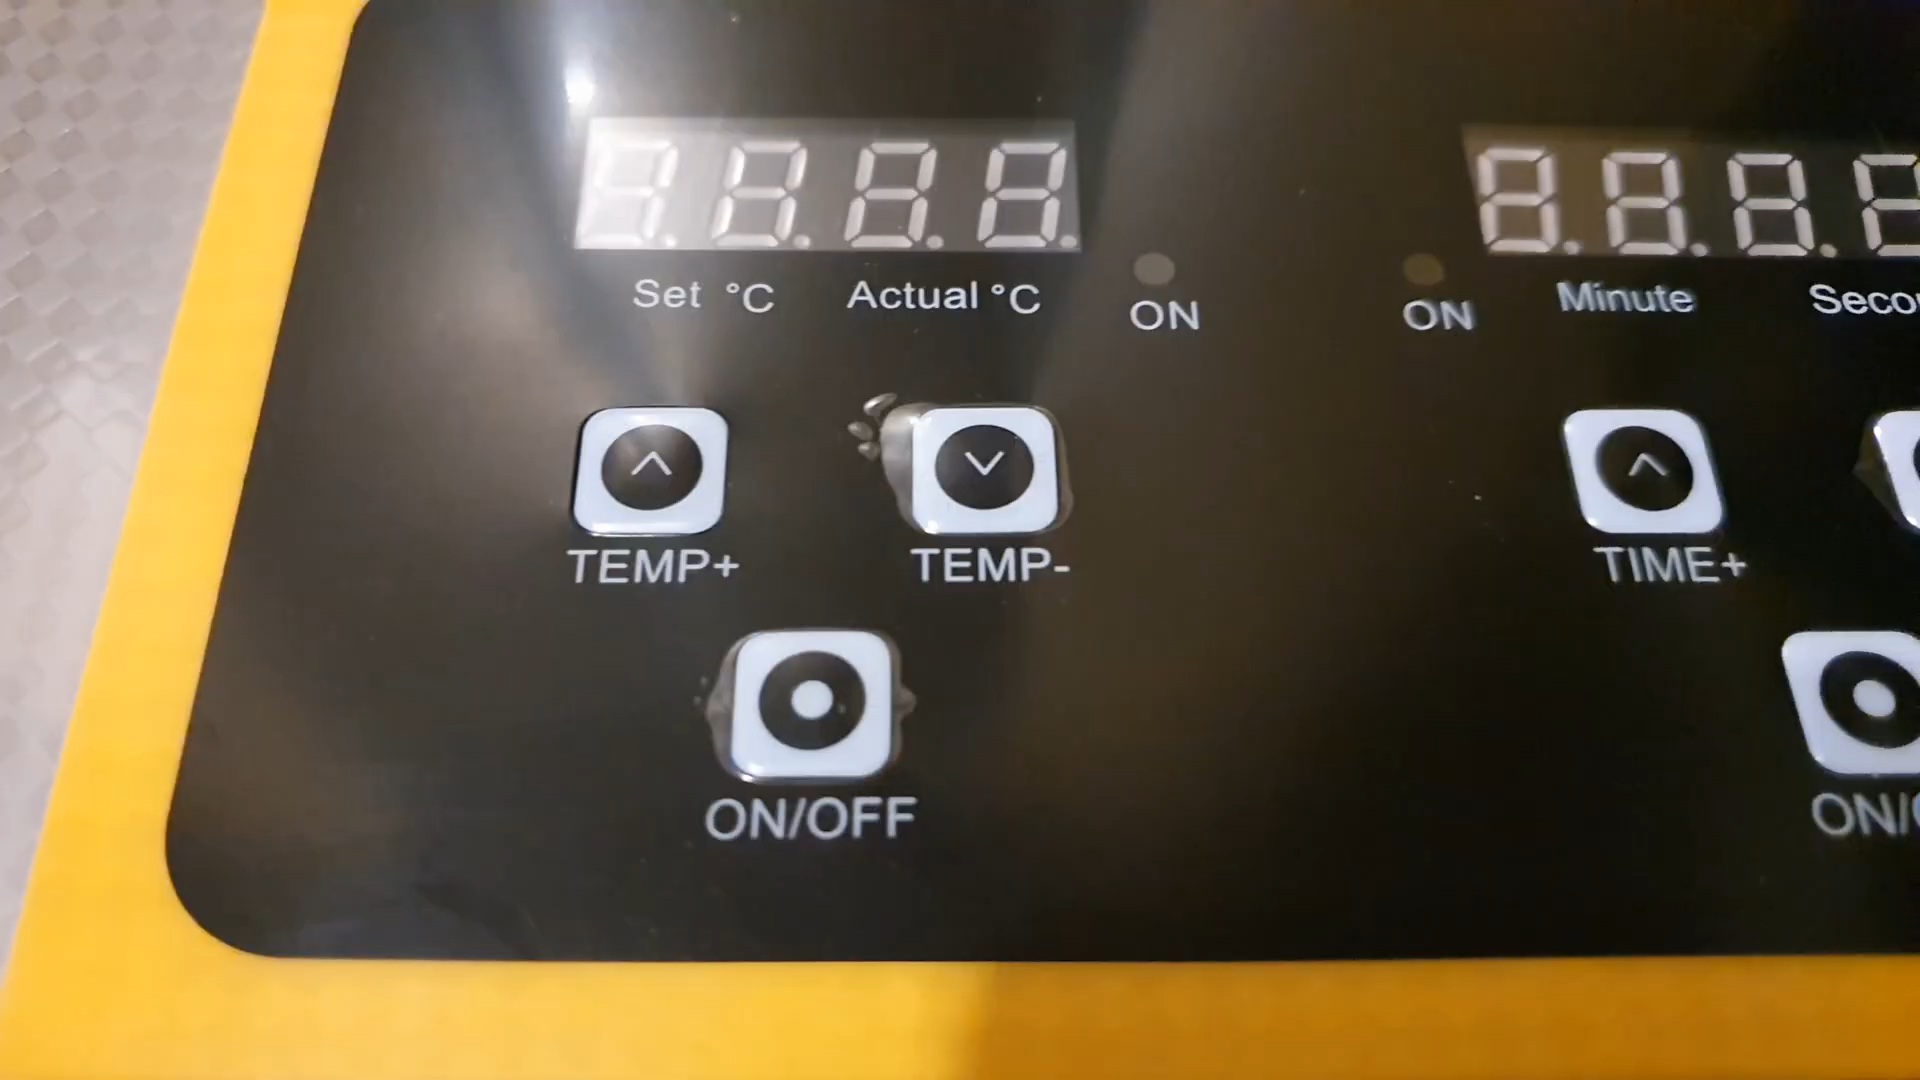 Set °C Actual °C
ON
ON
Minute
TEMP+
TEMP-
TIME+
ON/OFF